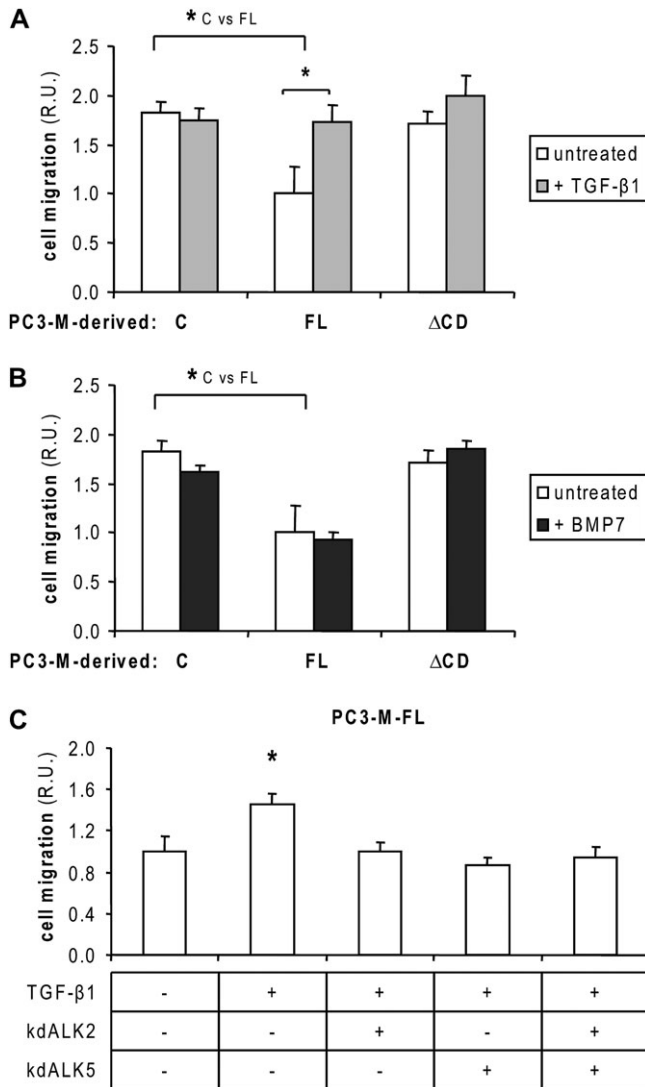 A
* C vs FL
*
2.5
2.0
1.5
1.0
0.5
0.0
cell migration (R.U.)
untreated
+ TGF-β1
PC3-M-derived: C FL ΔCD
B
* C vs FL
2.5
2.0
1.5
1.0
0.5
0.0
cell migration (R.U.)
untreated
+ BMP7
PC3-M-derived: C FL ΔCD
C
PC3-M-FL
*
2.0
1.6
1.2
0.8
0.4
0.0
cell migration (R.U.)
TGF-β1 - + + + +
kdALK2 - - + - +
kdALK5 - - - + +